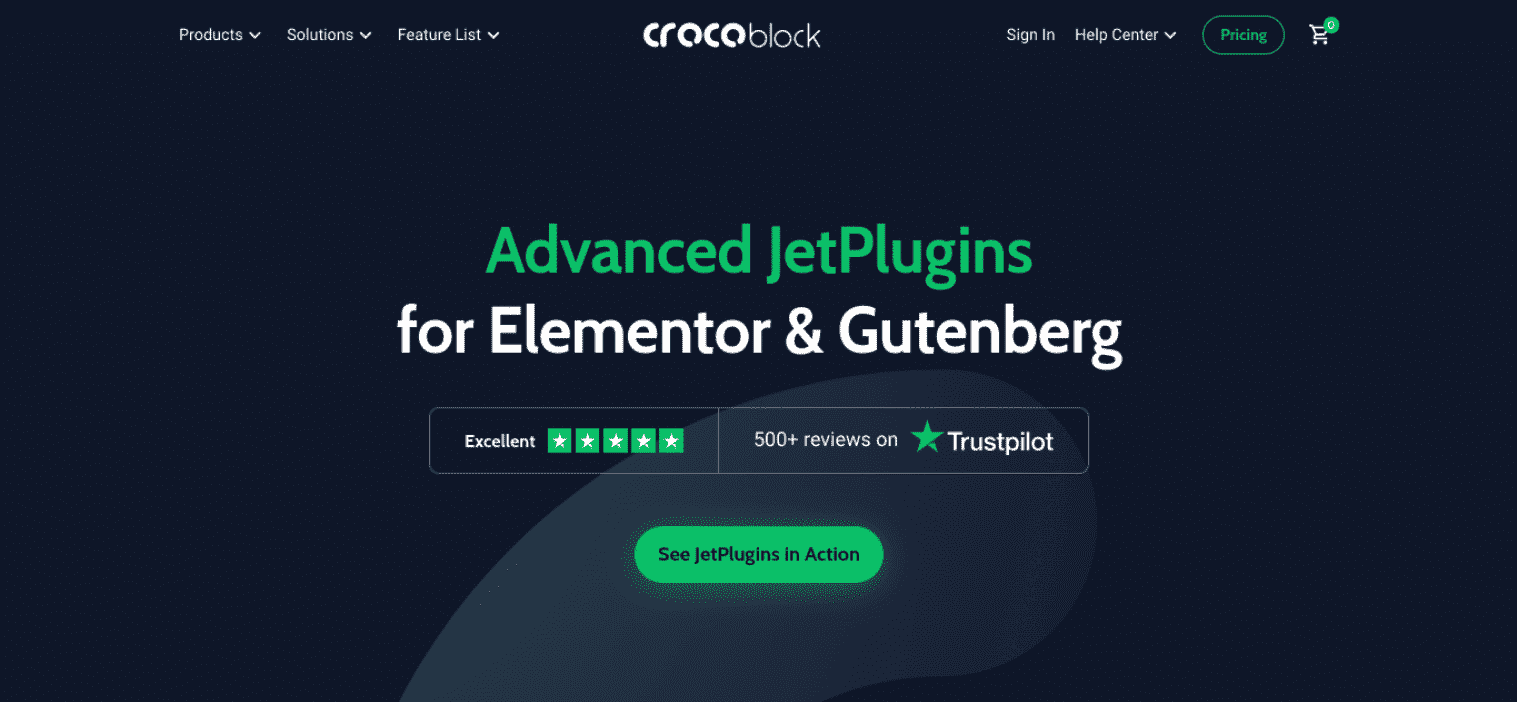 Products Solutions Feature List crocoblock Sign In Help Center Pricing 0
Advanced JetPlugins
for Elementor & Gutenberg
Excellent 500+ reviews on Trustpilot
See JetPlugins in Action